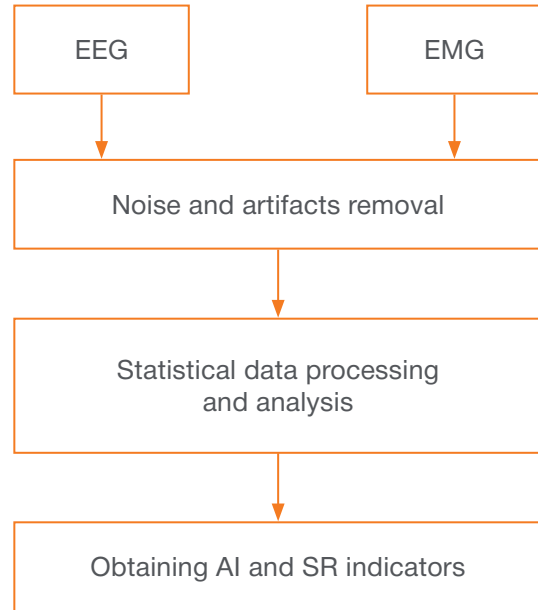 EEG
EMG
Noise and artifacts removal
Statistical data processing
and analysis
Obtaining AI and SR indicators